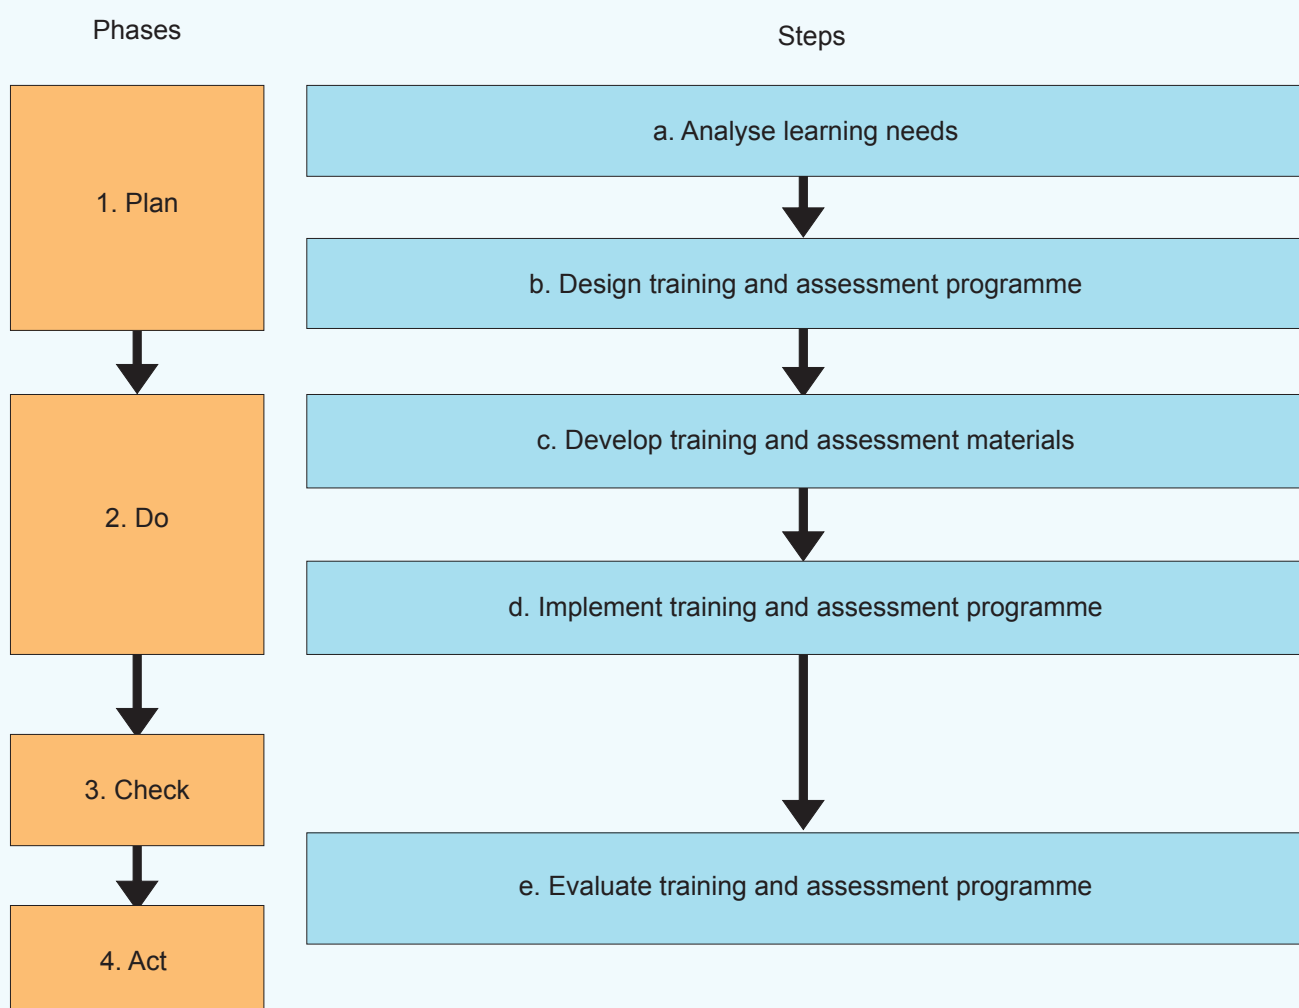 Phases
Steps
1. Plan
a. Analyse learning needs
b. Design training and assessment programme
2. Do
c. Develop training and assessment materials
d. Implement training and assessment programme
3. Check
e. Evaluate training and assessment programme
4. Act